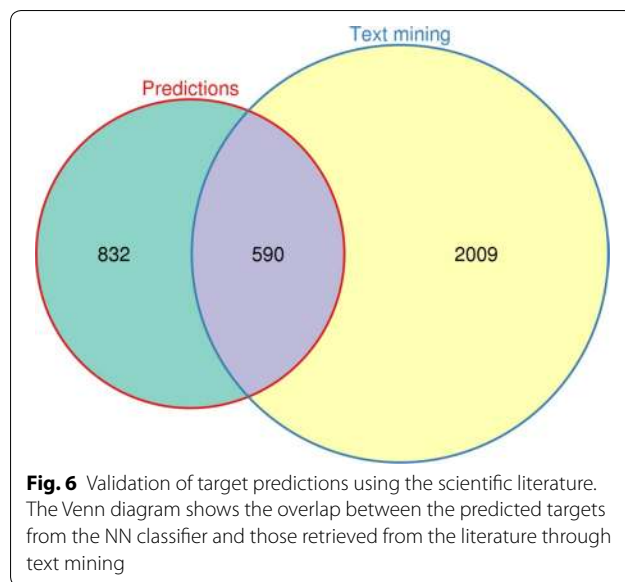 Text mining
Predictions
832 590 2009
Fig. 6 Validation of target predictions using the scientific literature.
The Venn diagram shows the overlap between the predicted targets
from the NN classifier and those retrieved from the literature through
text mining